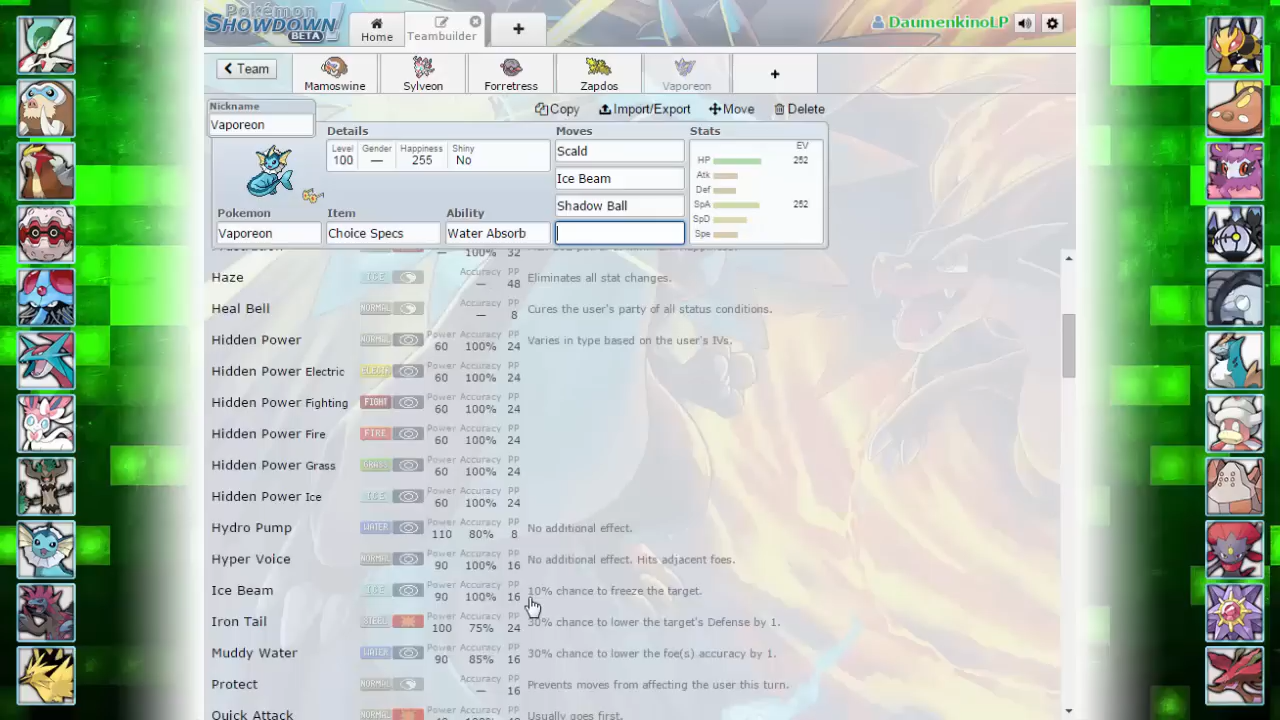 Pokémon
SHOWDOWN!
BETA
Home
Teambuilder
+
DaumenkinoLP
Team
Mamoswine
Sylveon
Forretress
Zapdos
Vaporeon
+
Copy
Import/Export
Move
Delete
Nickname
Vaporeon
Details
Level Gender Happiness Shiny
100 — 255 No
Moves
Scald
Ice Beam
Shadow Ball
Stats
EV
HP 252
Atk
Def
SpA 252
SpD
Spe
Pokemon Item Ability
Vaporeon Choice Specs Water Absorb
— 100% 32
Haze ICE Accuracy — PP 48 Eliminates all stat changes.
Heal Bell NORMAL Accuracy — PP 8 Cures the user's party of all status conditions.
Hidden Power NORMAL Power 60 Accuracy 100% PP 24 Varies in type based on the user's IVs.
Hidden Power Electric ELECTR Power 60 Accuracy 100% PP 24
Hidden Power Fighting FIGHT Power 60 Accuracy 100% PP 24
Hidden Power Fire FIRE Power 60 Accuracy 100% PP 24
Hidden Power Grass GRASS Power 60 Accuracy 100% PP 24
Hidden Power Ice ICE Power 60 Accuracy 100% PP 24
Hydro Pump WATER Power 110 Accuracy 80% PP 8 No additional effect.
Hyper Voice NORMAL Power 90 Accuracy 100% PP 16 No additional effect. Hits adjacent foes.
Ice Beam ICE Power 90 Accuracy 100% PP 16 10% chance to freeze the target.
Iron Tail STEEL Power 100 Accuracy 75% PP 24 30% chance to lower the target's Defense by 1.
Muddy Water WATER Power 90 Accuracy 85% PP 16 30% chance to lower the foe(s) accuracy by 1.
Protect NORMAL Accuracy — PP 16 Prevents moves from affecting the user this turn.
Quick Attack NORMAL Power Accuracy PP Usually goes first.